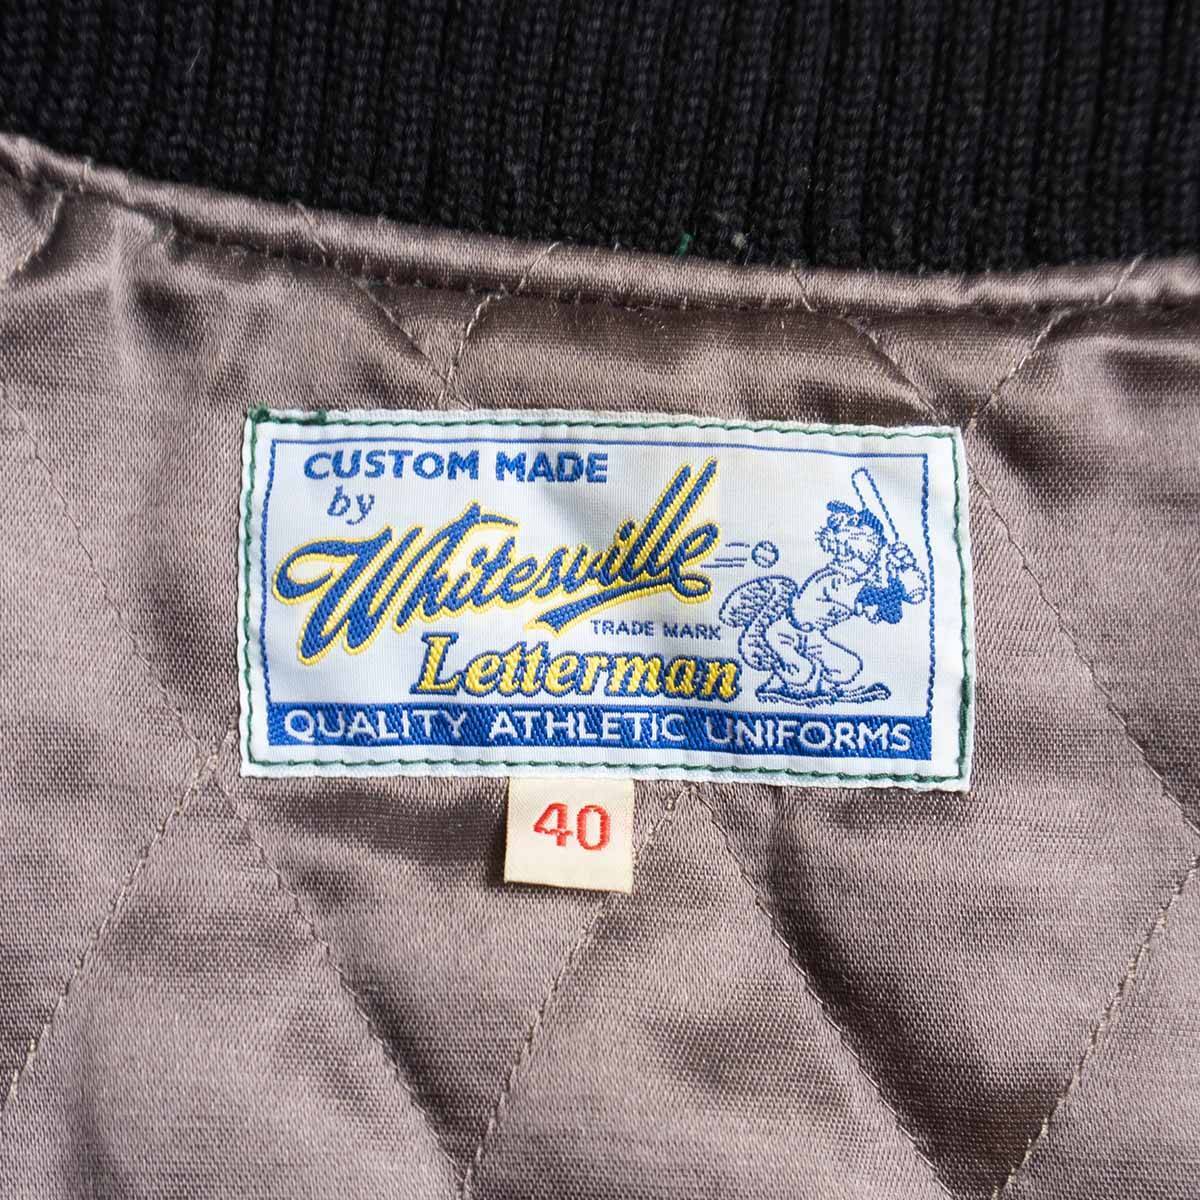 CUSTOM MADE
by
Whitesville
TRADE MARK
Letterman
QUALITY ATHLETIC UNIFORMS
40